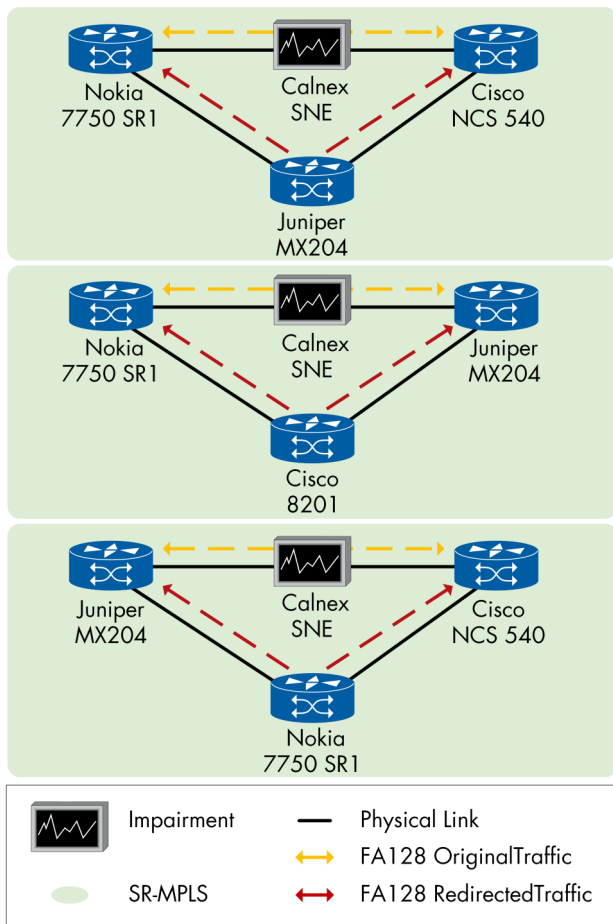 Nokia
7750 SR1
Calnex
SNE
Cisco
NCS 540
Juniper
MX204
Nokia
7750 SR1
Calnex
SNE
Juniper
MX204
Cisco
8201
Juniper
MX204
Calnex
SNE
Cisco
NCS 540
Nokia
7750 SR1
Impairment
Physical Link
FA128 OriginalTraffic
SR-MPLS
FA128 RedirectedTraffic